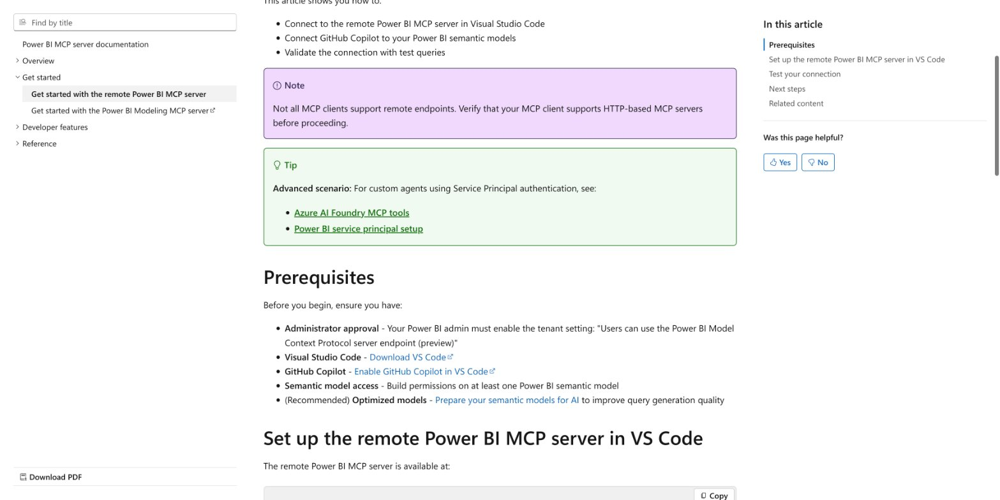 Find by title
Power BI MCP server documentation
Overview
Get started
Get started with the remote Power BI MCP server
Get started with the Power BI Modeling MCP server
Developer features
Reference
Download PDF
This article shows you how to:
Connect to the remote Power BI MCP server in Visual Studio Code
Connect GitHub Copilot to your Power BI semantic models
Validate the connection with test queries
Note
Not all MCP clients support remote endpoints. Verify that your MCP client supports HTTP-based MCP servers
before proceeding.
Tip
Advanced scenario: For custom agents using Service Principal authentication, see:
Azure AI Foundry MCP tools
Power BI service principal setup
Prerequisites
Before you begin, ensure you have:
Administrator approval - Your Power BI admin must enable the tenant setting: "Users can use the Power BI Model
Context Protocol server endpoint (preview)"
Visual Studio Code - Download VS Code
GitHub Copilot - Enable GitHub Copilot in VS Code
Semantic model access - Build permissions on at least one Power BI semantic model
(Recommended) Optimized models - Prepare your semantic models for AI to improve query generation quality
Set up the remote Power BI MCP server in VS Code
The remote Power BI MCP server is available at:
Copy
In this article
Prerequisites
Set up the remote Power BI MCP server in VS Code
Test your connection
Next steps
Related content
Was this page helpful?
Yes
No